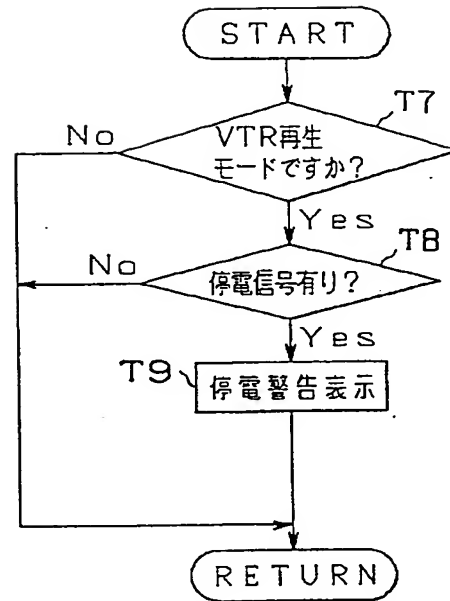 START
T7
VTR再生
モードですか?
No
Yes
T8
停電信号有り?
No
Yes
T9
停電警告表示
RETURN